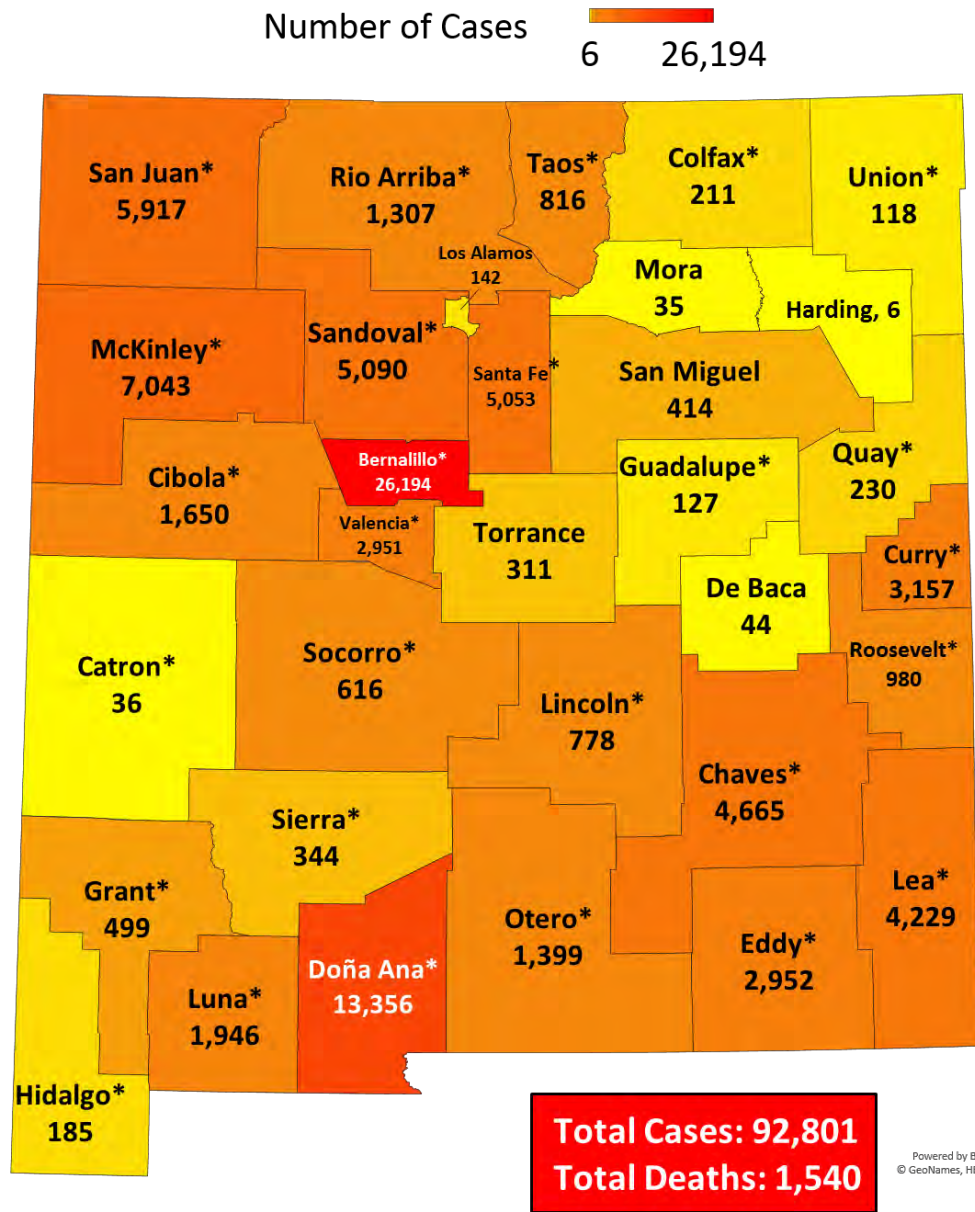 Number of Cases
6 26,194
San Juan*
5,917
Rio Arriba*
1,307
Taos*
816
Colfax*
211
Union*
118
Los Alamos
142
Mora
35
Harding, 6
McKinley*
7,043
Sandoval*
5,090
Santa Fe*
5,053
San Miguel
414
Cibola*
1,650
Bernalillo*
26,194
Guadalupe*
127
Quay*
230
Valencia*
2,951
Torrance
311
Curry*
3,157
De Baca
44
Catron*
36
Socorro*
616
Roosevelt*
980
Lincoln*
778
Chaves*
4,665
Sierra*
344
Grant*
499
Lea*
4,229
Otero*
1,399
Eddy*
2,952
Doña Ana*
13,356
Luna*
1,946
Hidalgo*
185
Total Cases: 92,801
Total Deaths: 1,540
Powered by B
© GeoNames, HE